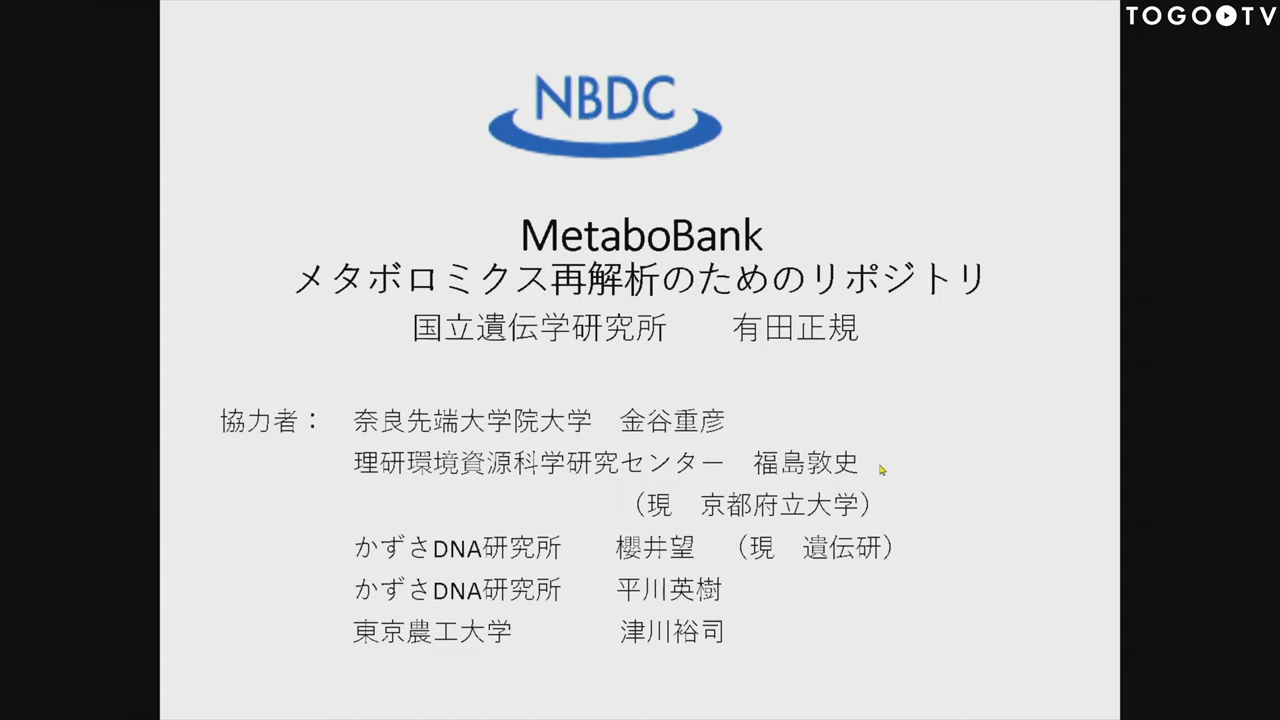 TOGO TV
NBDC
MetaboBank
メタボロミクス再解析のためのリポジトリ
国立遺伝学研究所　　有田正規
協力者：　奈良先端大学院大学　金谷重彦
理研環境資源科学研究センター　福島敦史
（現　京都府立大学）
かずさDNA研究所　　櫻井望　（現　遺伝研）
かずさDNA研究所　　平川英樹
東京農工大学　　　　津川裕司